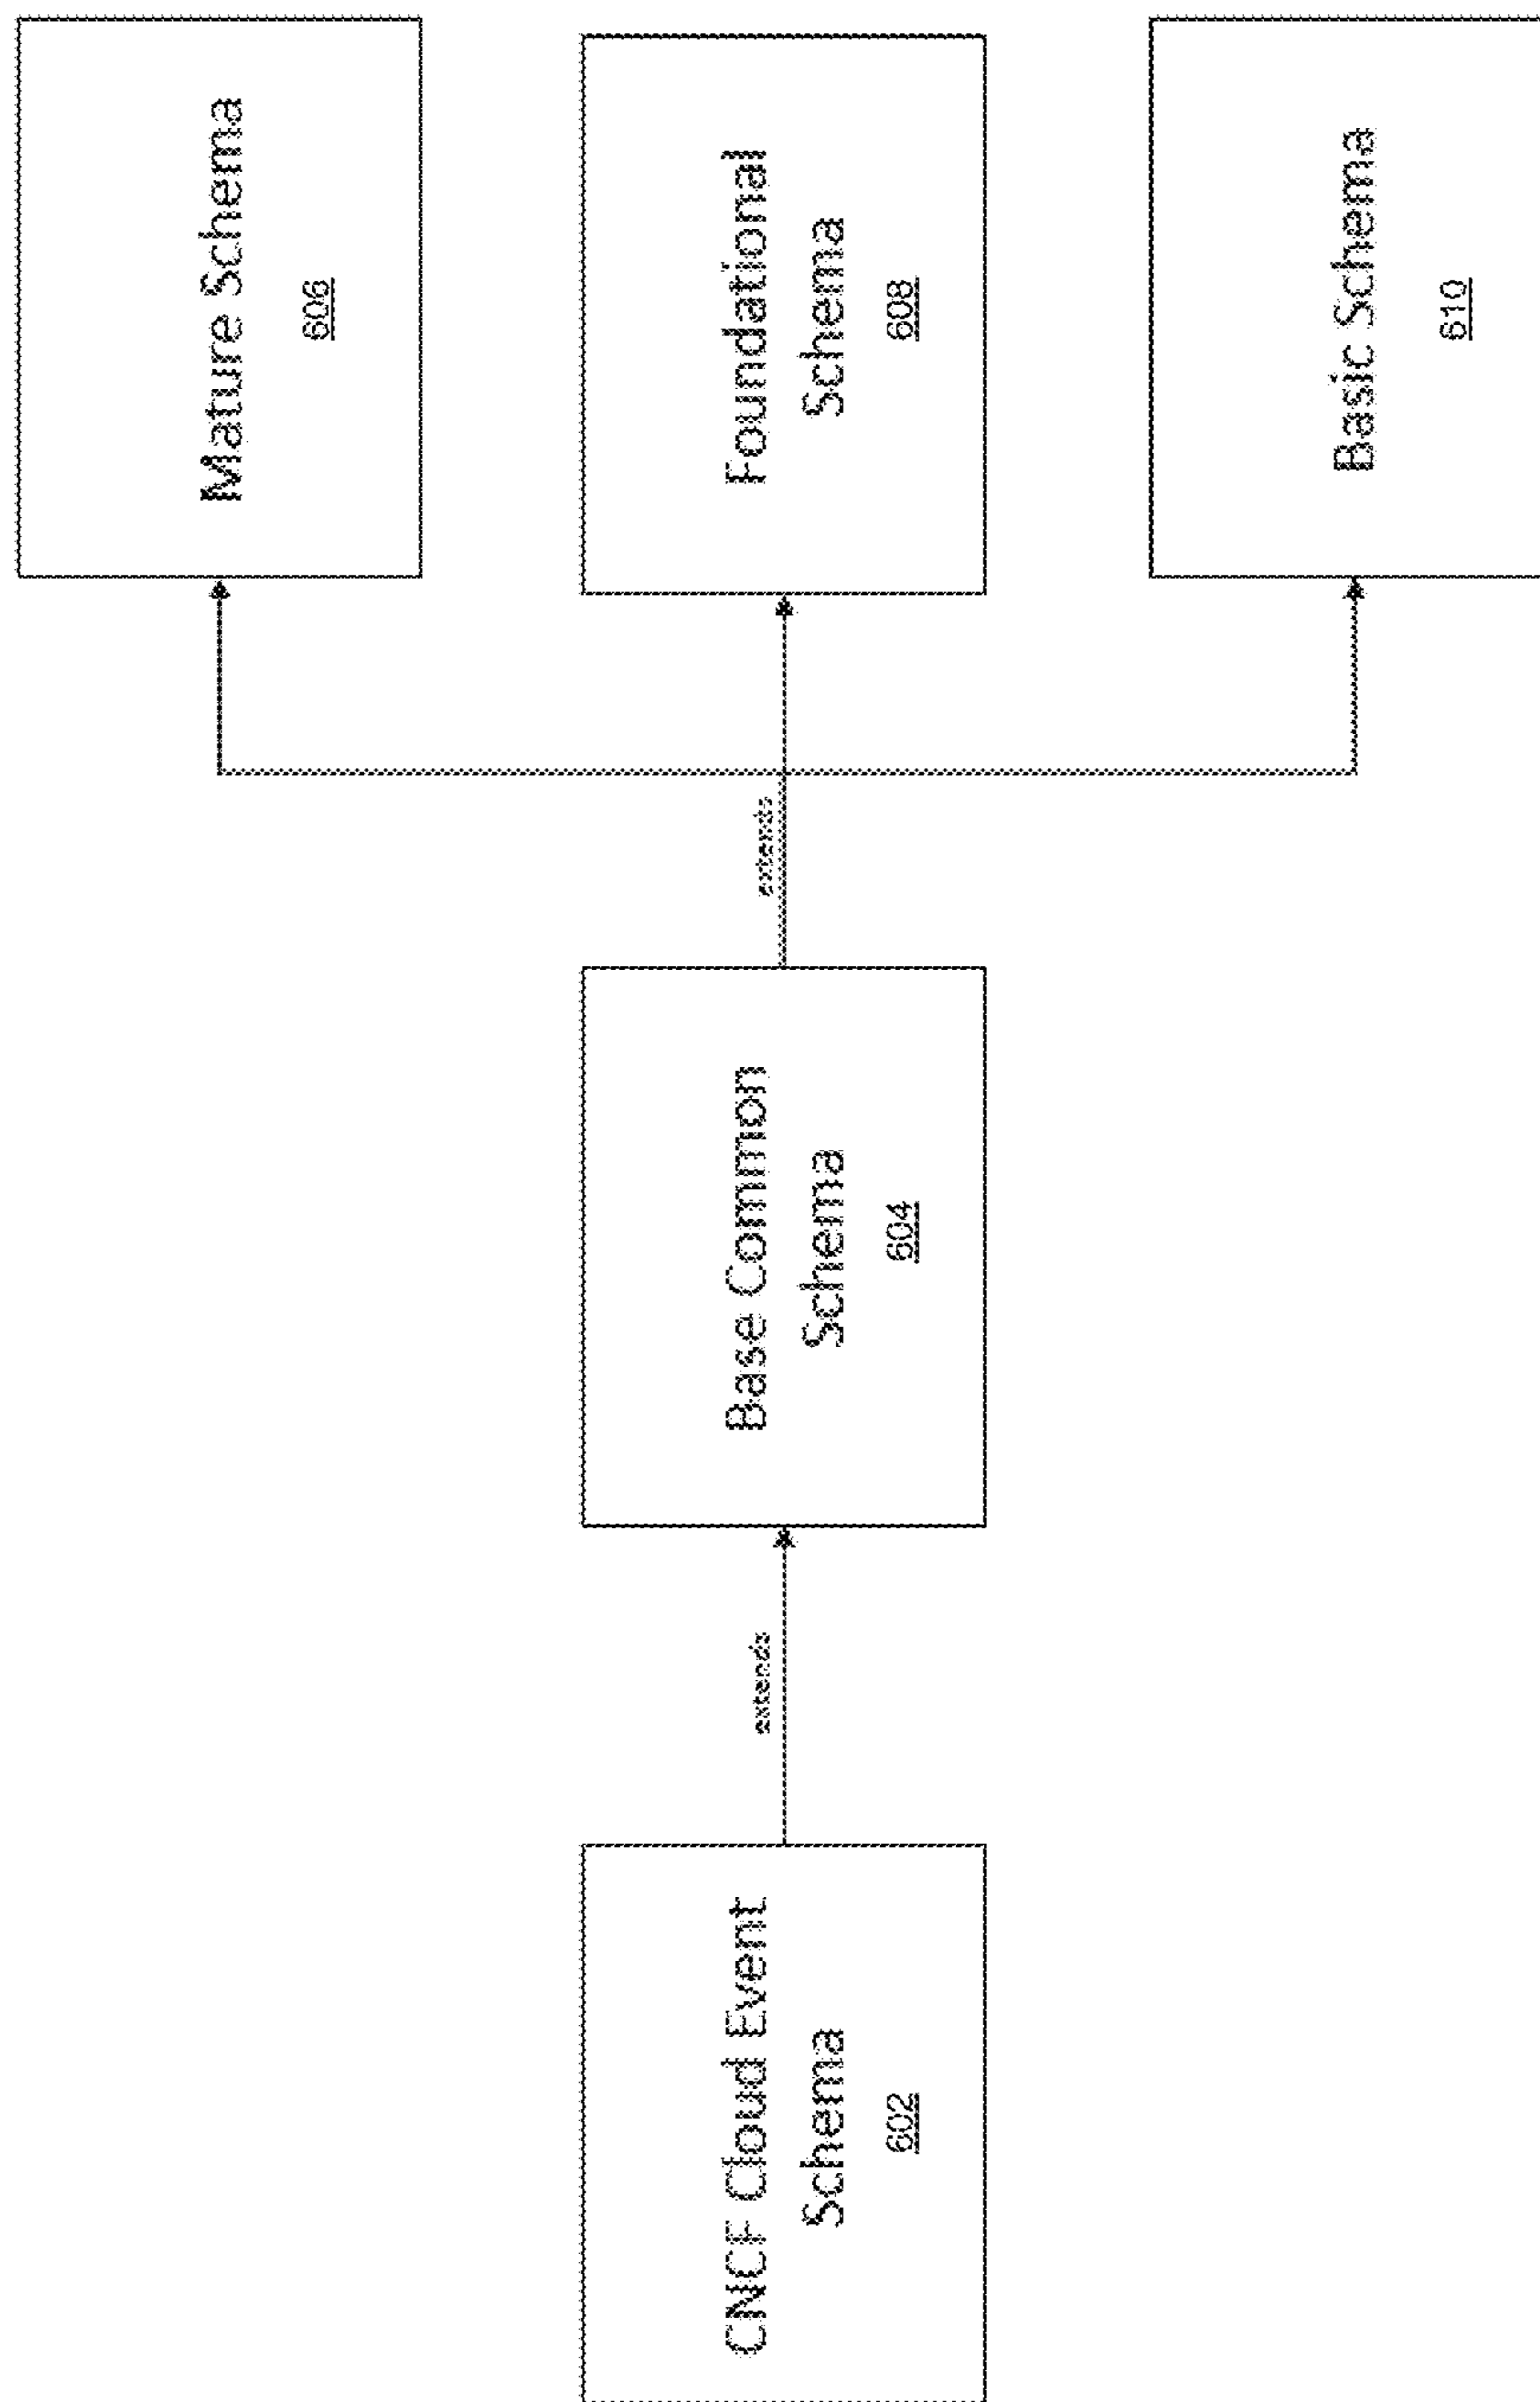 CNCF Cloud Event
Schema
602
extends
Base Common
Schema
604
extends
Mature Schema
606
Foundational
Schema
608
Basic Schema
610